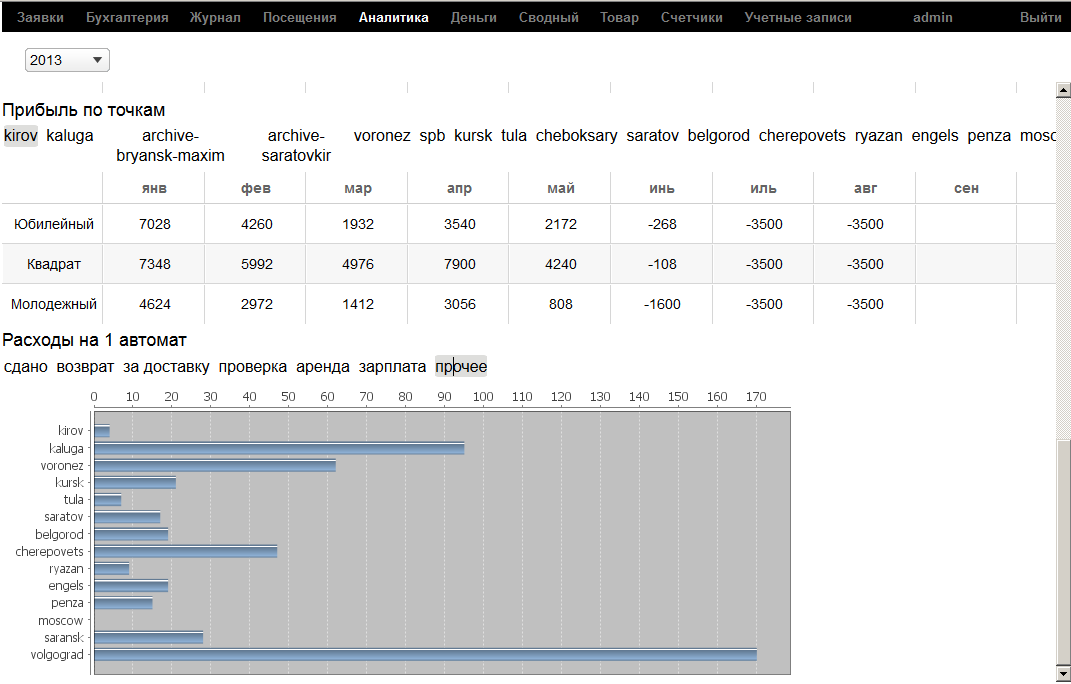 Заявки Бухгалтерия Журнал Посещения Аналитика Деньги Сводный Товар Счетчики Учетные записи admin Выйти
2013
Прибыль по точкам
kirov kaluga archive-bryansk-maxim archive-saratovkir voronez spb kursk tula cheboksary saratov belgorod cherepovets ryazan engels penza mosc
янв фев мар апр май инь иль авг сен
Юбилейный 7028 4260 1932 3540 2172 -268 -3500 -3500
Квадрат 7348 5992 4976 7900 4240 -108 -3500 -3500
Молодежный 4624 2972 1412 3056 808 -1600 -3500 -3500
Расходы на 1 автомат
сдано возврат за доставку проверка аренда зарплата прочее
0 10 20 30 40 50 60 70 80 90 100 110 120 130 140 150 160 170
kirov
kaluga
voronez
kursk
tula
saratov
belgorod
cherepovets
ryazan
engels
penza
moscow
saransk
volgograd